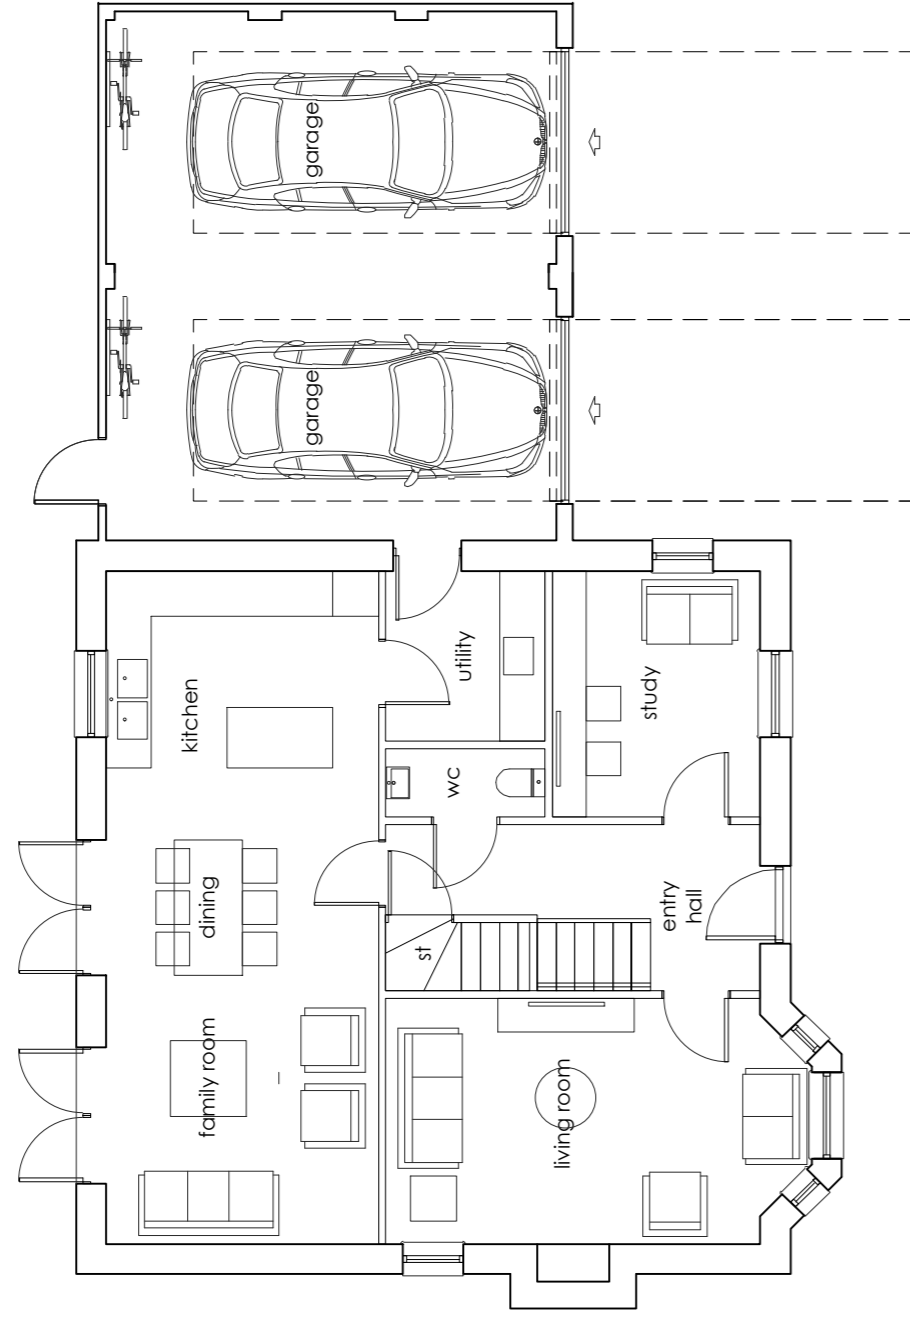 garage
garage
kitchen
utility
study
wc
dining
entry
hall
st
family room
living room